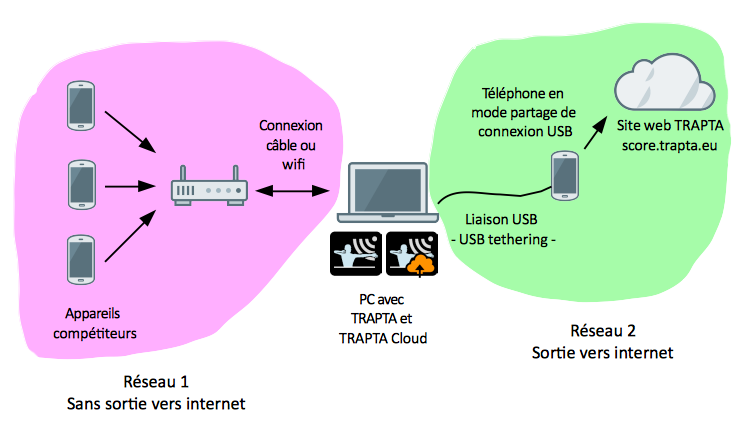 Appareils
compétiteurs
Réseau 1
Sans sortie vers internet
Connexion
câble ou
wifi
PC avec
TRAPTA et
TRAPTA Cloud
Téléphone en
mode partage de
connexion USB
Site web TRAPTA
score.trapta.eu
Liaison USB
- USB tethering -
Réseau 2
Sortie vers internet